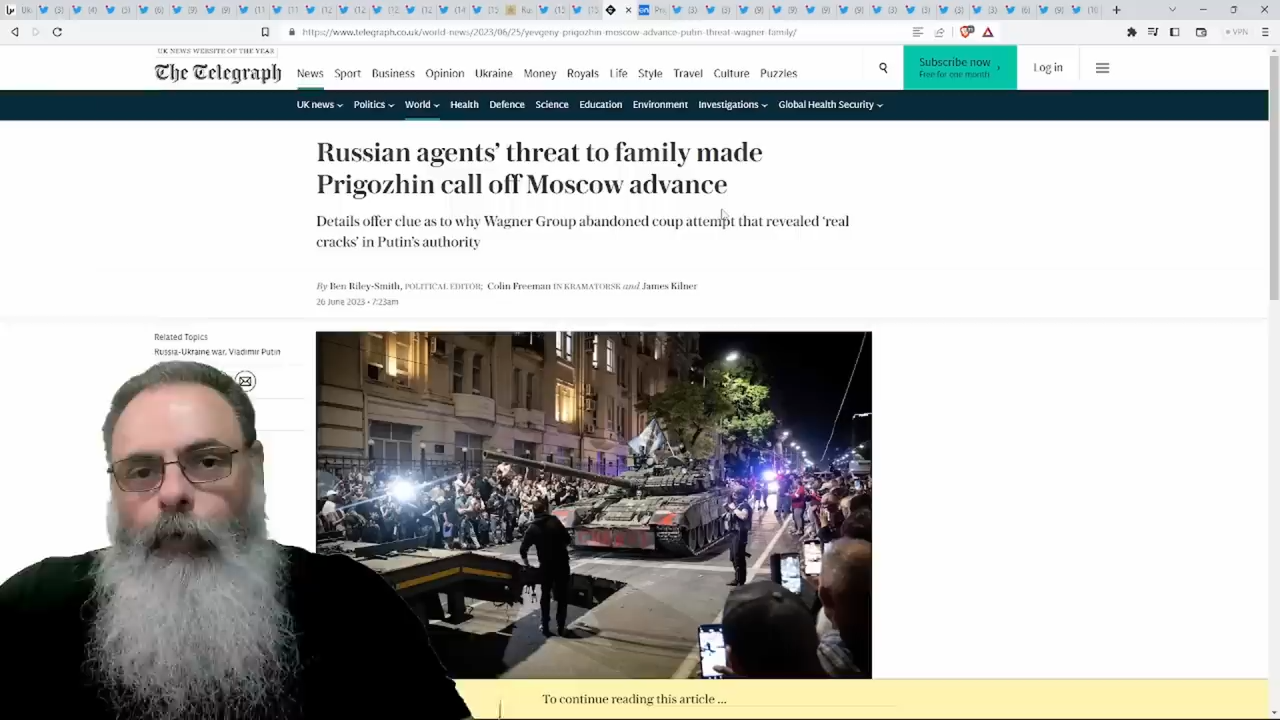 https://www.telegraph.co.uk/world-news/2023/06/25/yevgeny-prigozhin-moscow-advance-putin-threat-wagner-family/
VPN
UK NEWS WEBSITE OF THE YEAR
The Telegraph
News Sport Business Opinion Ukraine Money Royals Life Style Travel Culture Puzzles
Subscribe now
Free for one month
Log in
UK news Politics World Health Defence Science Education Environment Investigations Global Health Security
Russian agents’ threat to family made
Prigozhin call off Moscow advance
Details offer clue as to why Wagner Group abandoned coup attempt that revealed ‘real
cracks’ in Putin’s authority
By Ben Riley-Smith, POLITICAL EDITOR; Colin Freeman IN KRAMATORSK and James Kilner
26 June 2023 • 7:23am
Related Topics
Russia-Ukraine war, Vladimir Putin
To continue reading this article ...